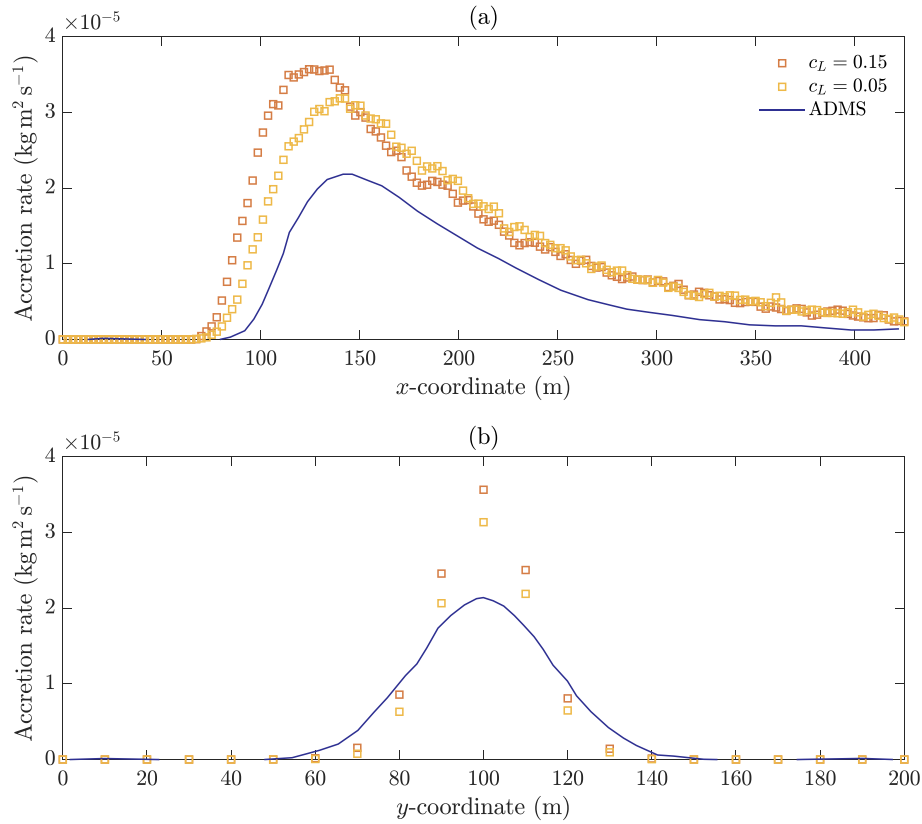 (a)
×10⁻⁵
4
3
2
1
0
Accretion rate (kg m² s⁻¹)
c_L = 0.15
c_L = 0.05
ADMS
0 50 100 150 200 250 300 350 400
x-coordinate (m)
(b)
×10⁻⁵
4
3
2
1
0
Accretion rate (kg m² s⁻¹)
0 20 40 60 80 100 120 140 160 180 200
y-coordinate (m)